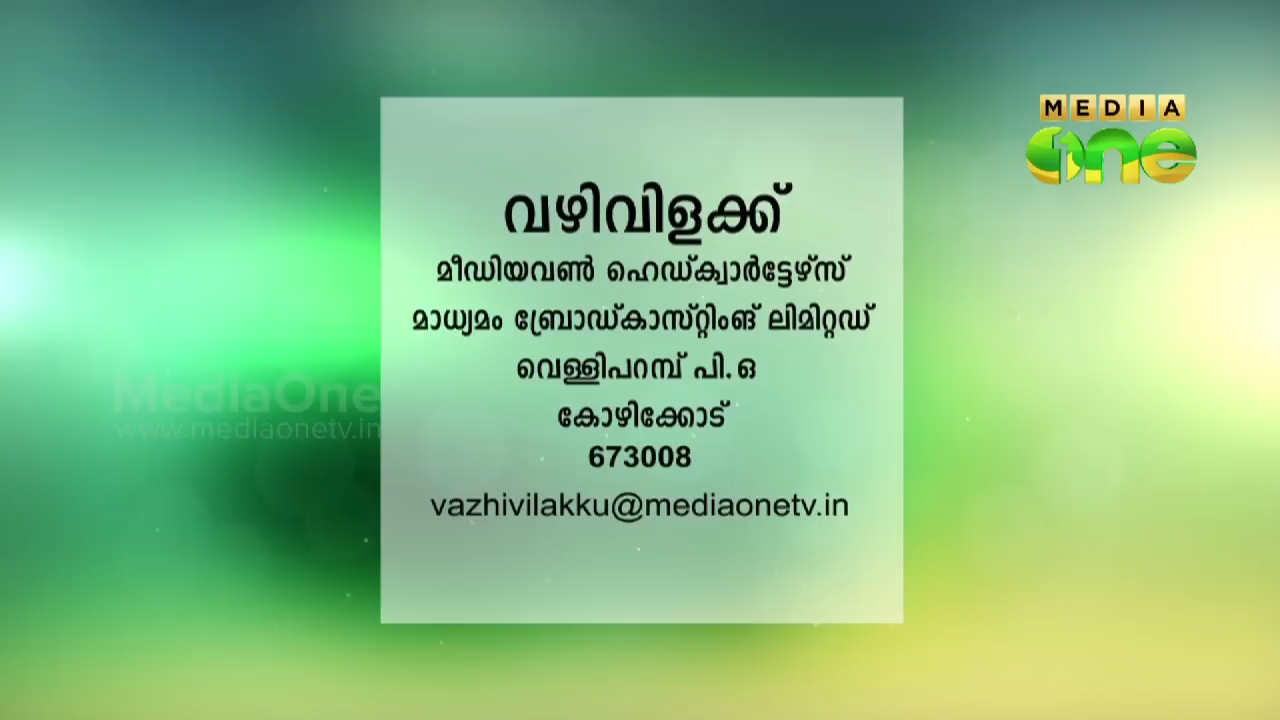 MEDIA
one
വഴിവിളക്ക്
മീഡിയവൺ ഹെഡ്ക്വാർട്ടേഴ്സ്
മാധ്യമം ബ്രോഡ്കാസ്റ്റിംങ് ലിമിറ്റഡ്
വെള്ളിപറമ്പ് പി.ഒ
കോഴിക്കോട്
673008
vazhivilakku@mediaonetv.in
MediaOne
www.mediaonetv.in